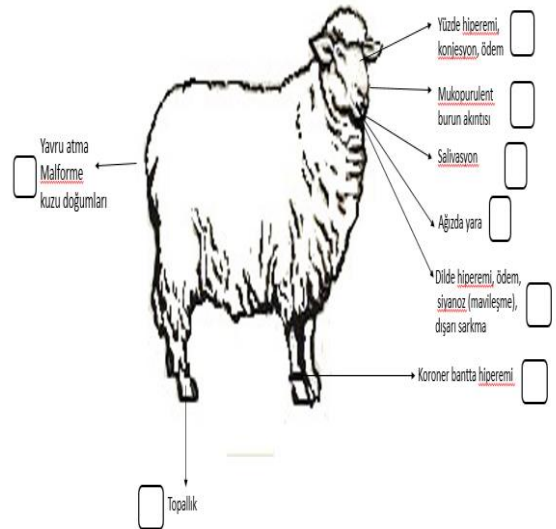 Yüzde hiperemi,
konjesyon, ödem
Mukopurulent
burun akıntısı
Salivasyon
Yavru atma
Malforme
kuzu doğumları
Ağızda yara
Dilde hiperemi, ödem,
siyanoz (mavileşme),
dışarı sarkma
Koroner bantta hiperemi
Topallık